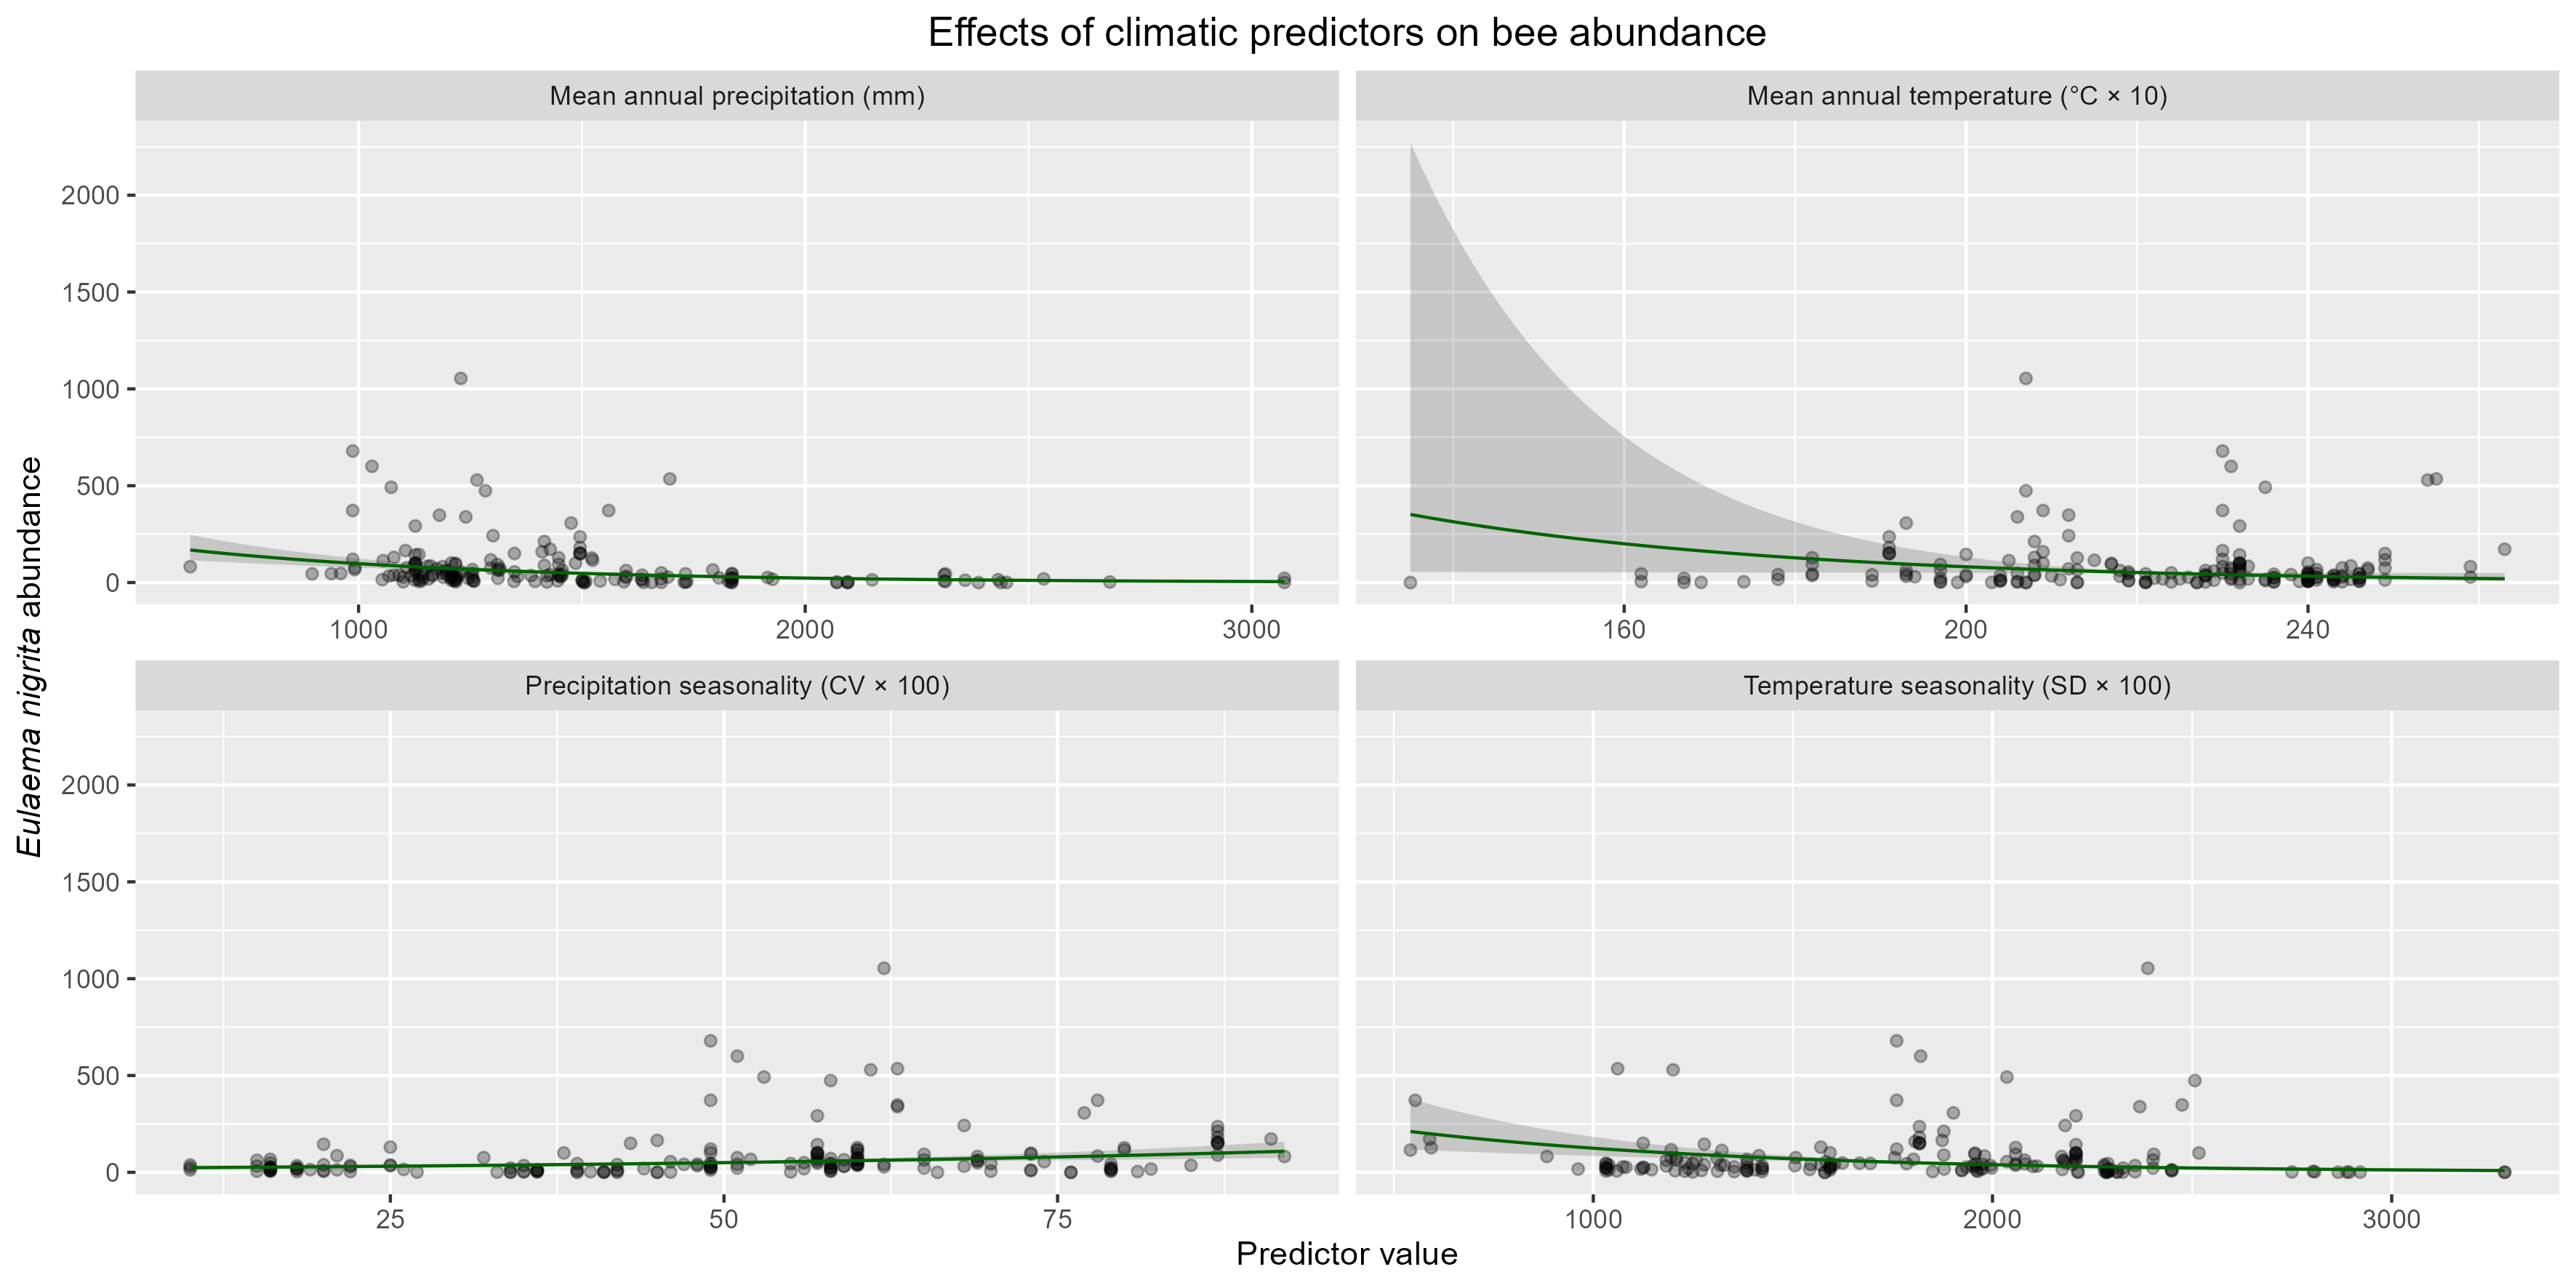 Effects of climatic predictors on bee abundance
Mean annual precipitation (mm)
Mean annual temperature (°C × 10)
2000
1500
1000
500
0
1000 2000 3000
160 200 240
Precipitation seasonality (CV × 100)
Temperature seasonality (SD × 100)
2000
1500
1000
500
0
25 50 75
1000 2000 3000
Eulaema nigrita abundance
Predictor value